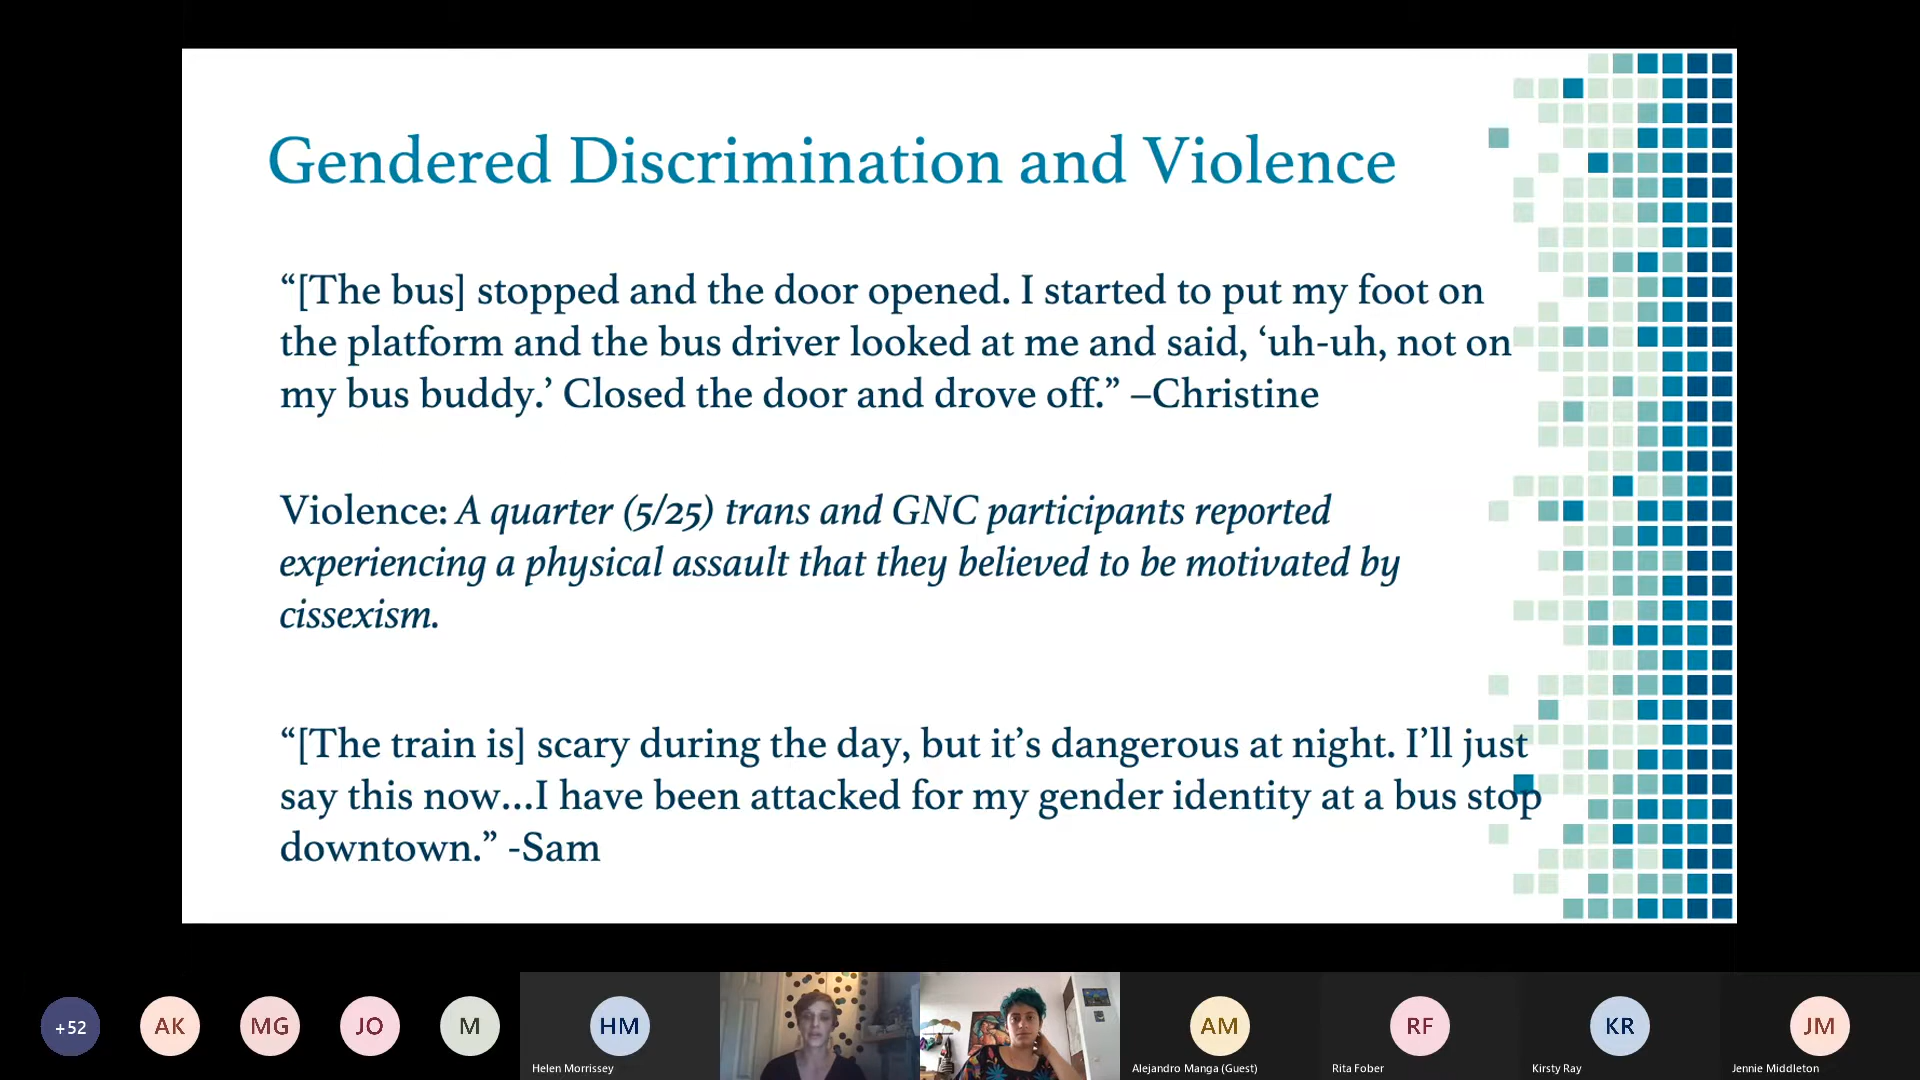 Gendered Discrimination and Violence
“[The bus] stopped and the door opened. I started to put my foot on
the platform and the bus driver looked at me and said, ‘uh-uh, not on
my bus buddy.’ Closed the door and drove off.” –Christine
Violence: A quarter (5/25) trans and GNC participants reported
experiencing a physical assault that they believed to be motivated by
cissexism.
“[The train is] scary during the day, but it’s dangerous at night. I’ll just
say this now...I have been attacked for my gender identity at a bus stop
downtown.” -Sam
+52
AK
MG
JO
M
HM
Helen Morrissey
AM
Alejandro Manga (Guest)
RF
Rita Fober
KR
Kirsty Ray
JM
Jennie Middleton